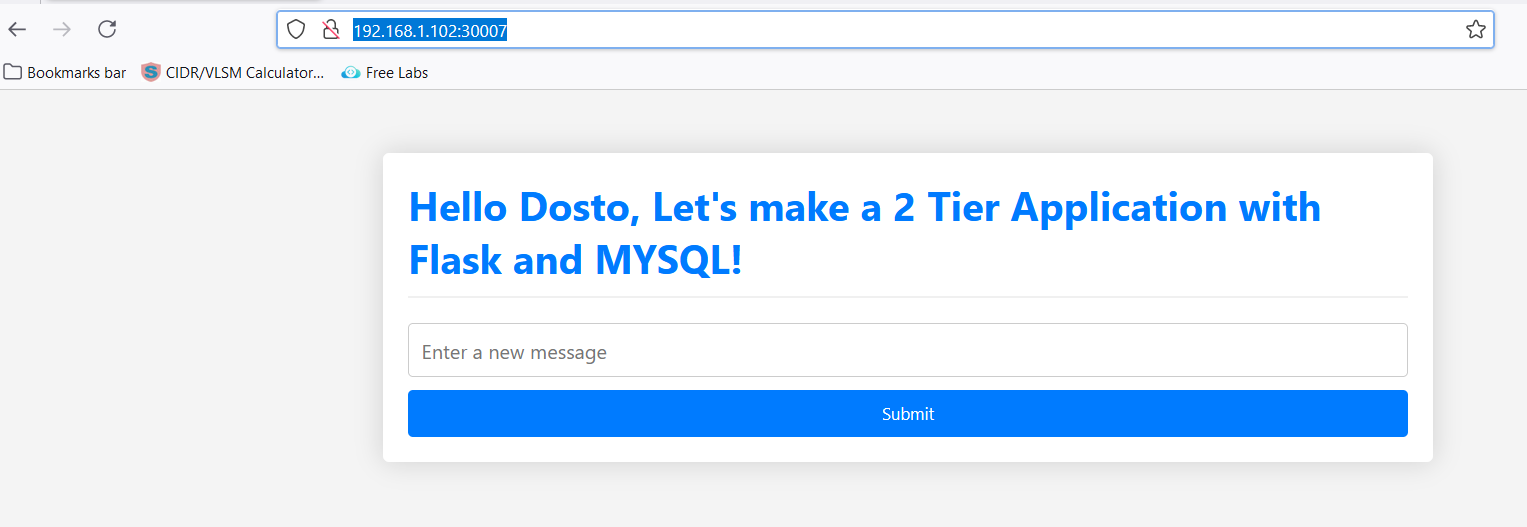 192.168.1.102:30007
Bookmarks bar CIDR/VLSM Calculator... Free Labs
Hello Dosto, Let's make a 2 Tier Application with
Flask and MYSQL!
Enter a new message
Submit